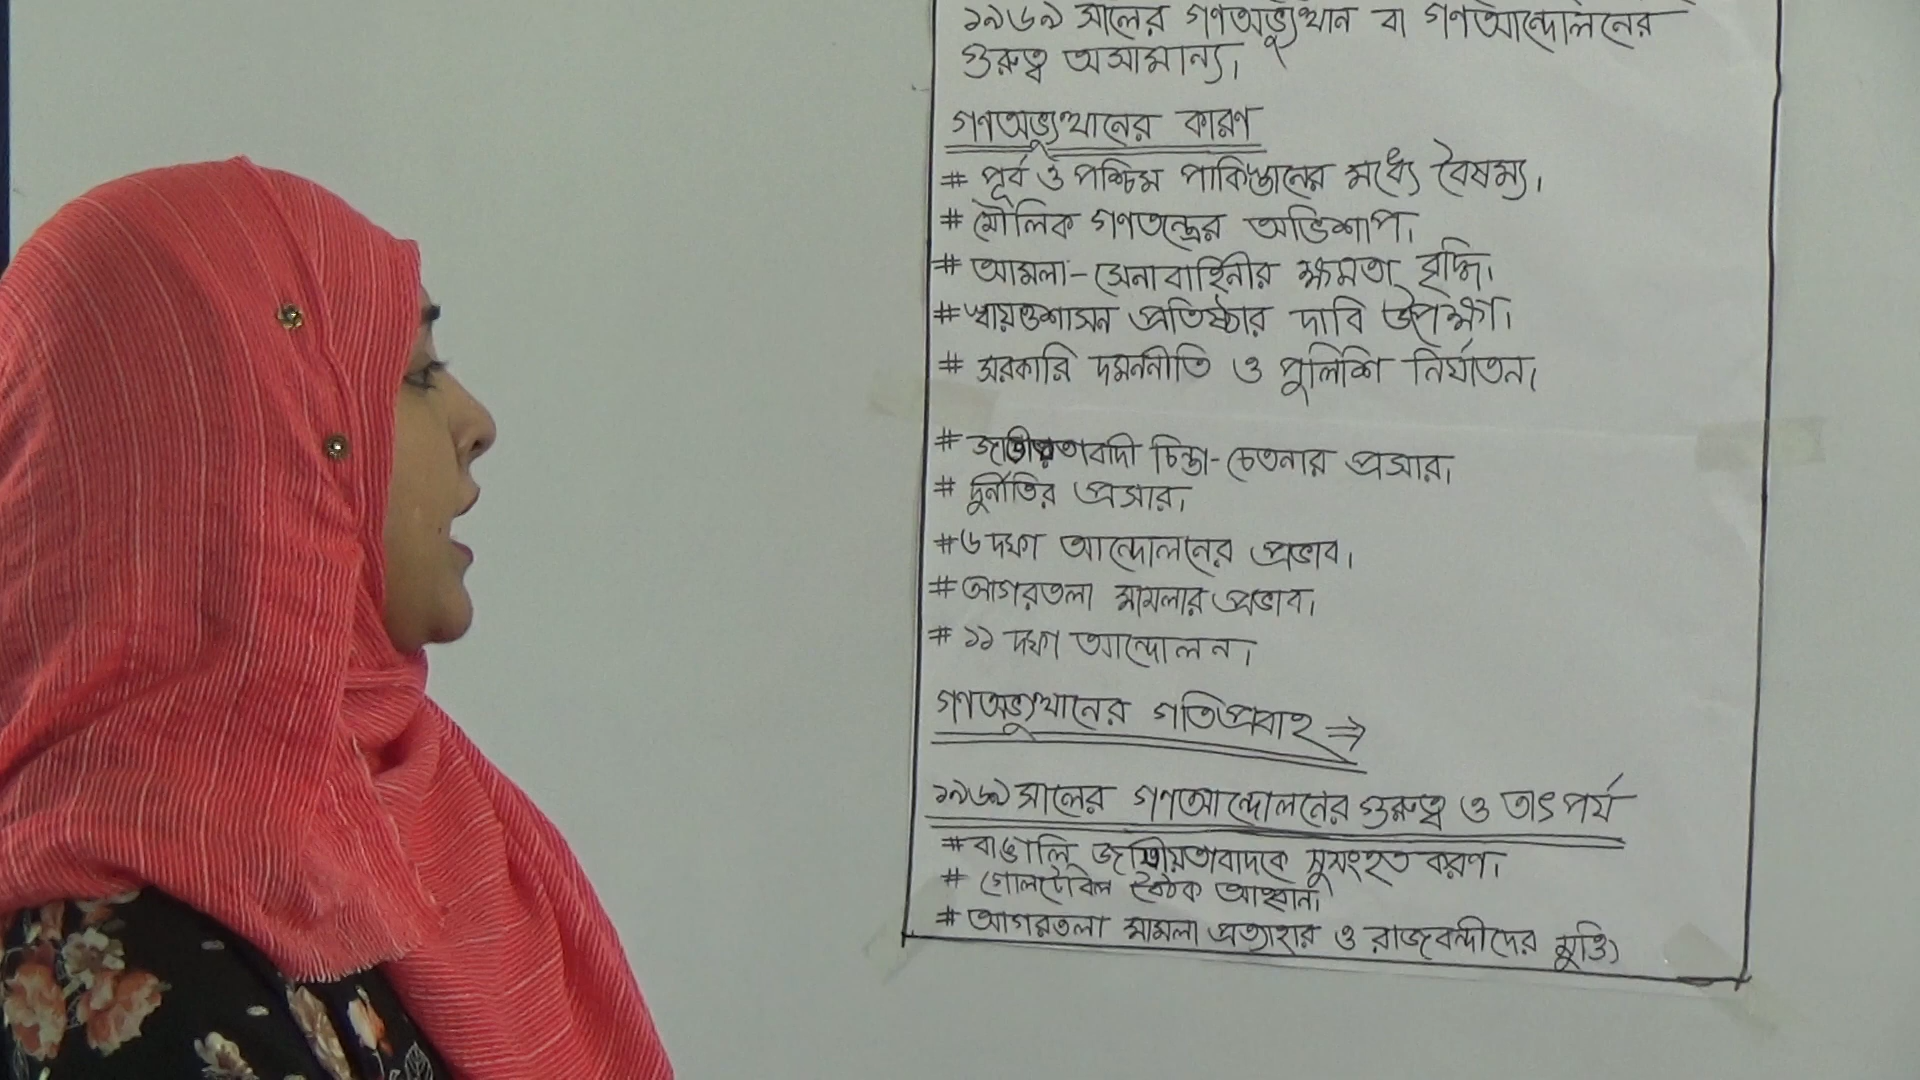 ১৯৬৯ সালের গণঅভ্যুত্থান বা গণআন্দোলনের
গুরুত্ব অসামান্য।
গণঅভ্যুত্থানের কারণ
# পূর্ব ও পশ্চিম পাকিস্তানের মধ্যে বৈষম্য।
# মৌলিক গণতন্ত্রের অভিশাপ।
# আমলা-সেনাবাহিনীর ক্ষমতা বৃদ্ধি।
# স্বায়ত্তশাসন প্রতিষ্ঠার দাবি উপেক্ষা।
# সরকারি দমননীতি ও পুলিশি নির্যাতন।
# জাতীয়তাবাদী চিন্তা-চেতনার প্রসার।
# দুর্নীতির প্রসার।
# ৬ দফা আন্দোলনের প্রভাব।
# আগরতলা মামলার প্রভাব।
# ১১ দফা আন্দোলন।
গণঅভ্যুত্থানের গতিপ্রবাহ ⇒
১৯৬৯ সালের গণআন্দোলনের গুরুত্ব ও তাৎপর্য
# বাঙালি জাতীয়তাবাদকে সুসংহত করণ।
# গোলটেবিল বৈঠক আহ্বান।
# আগরতলা মামলা প্রত্যাহার ও রাজবন্দীদের মুক্তি